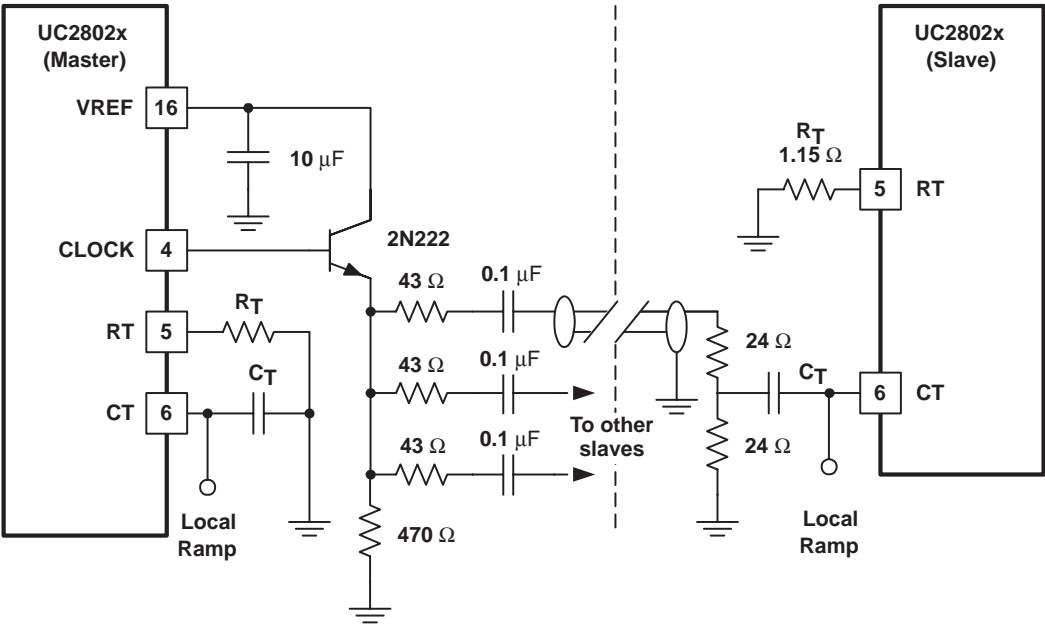 UC2802x
(Master)
VREF
16
10 μF
CLOCK
4
2N222
RT
5
RT
CT
6
CT
Local
Ramp
43 Ω
0.1 μF
43 Ω
0.1 μF
43 Ω
0.1 μF
To other
slaves
470 Ω
UC2802x
(Slave)
RT
1.15 Ω
5
RT
24 Ω
CT
6
CT
24 Ω
Local
Ramp